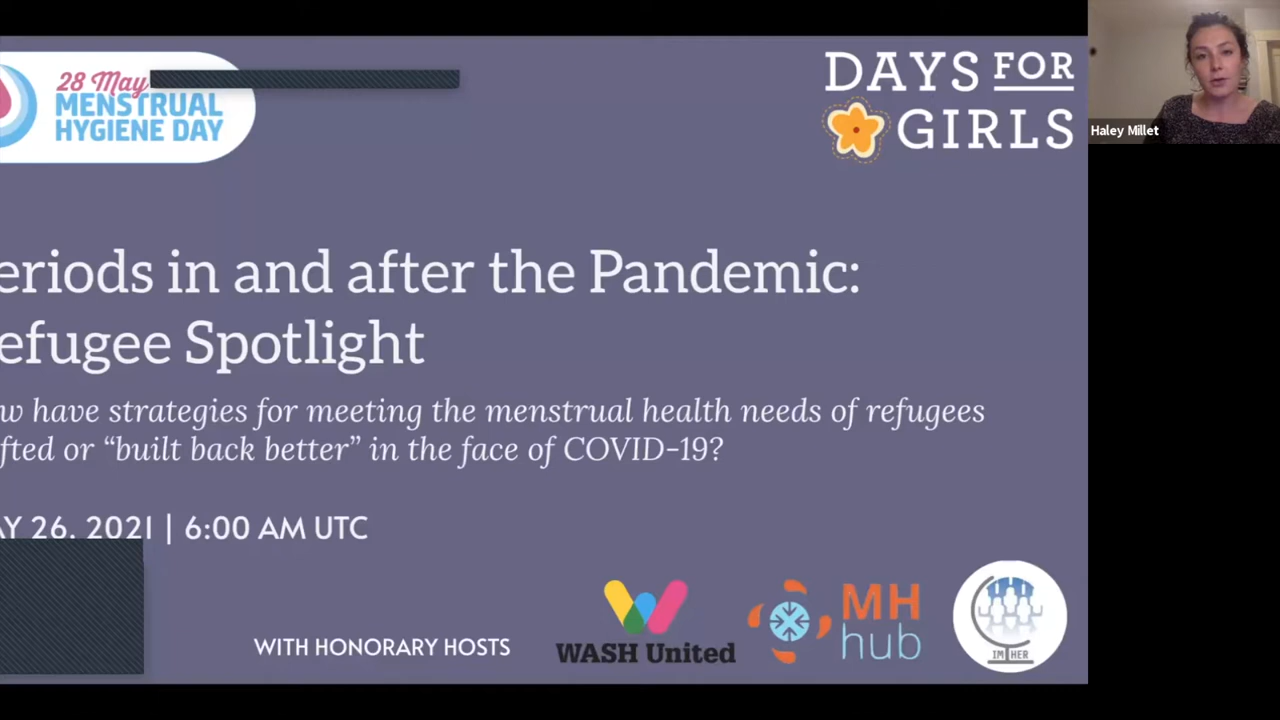 28 May
MENSTRUAL
HYGIENE DAY
DAYS FOR
GIRLS
Haley Millet
eriods in and after the Pandemic:
efugee Spotlight
w have strategies for meeting the menstrual health needs of refugees
fted or “built back better” in the face of COVID-19?
AY 26, 2021 | 6:00 AM UTC
WITH HONORARY HOSTS
WASH United
MH
hub
IM HER